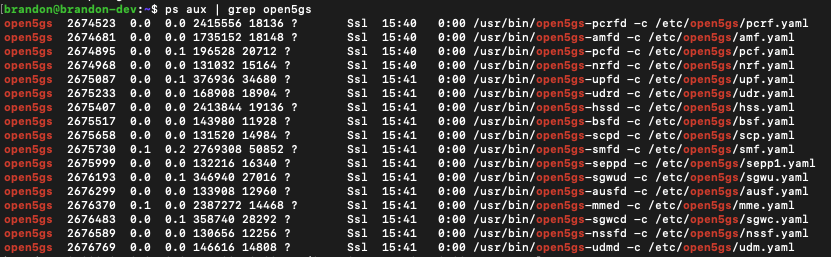 brandon@brandon-dev:~$ ps aux | grep open5gs
open5gs  2674523  0.0  0.0 2415556 18136 ?       Ssl  15:40   0:00 /usr/bin/open5gs-pcrfd -c /etc/open5gs/pcrf.yaml
open5gs  2674681  0.0  0.0 1735152 18148 ?       Ssl  15:40   0:00 /usr/bin/open5gs-amfd -c /etc/open5gs/amf.yaml
open5gs  2674895  0.0  0.1 196528 20712 ?        Ssl  15:40   0:00 /usr/bin/open5gs-pcfd -c /etc/open5gs/pcf.yaml
open5gs  2674968  0.0  0.0 131032 15164 ?        Ssl  15:40   0:00 /usr/bin/open5gs-nrfd -c /etc/open5gs/nrf.yaml
open5gs  2675087  0.0  0.1 376936 34680 ?        Ssl  15:41   0:00 /usr/bin/open5gs-upfd -c /etc/open5gs/upf.yaml
open5gs  2675233  0.0  0.0 168908 18904 ?        Ssl  15:41   0:00 /usr/bin/open5gs-udrd -c /etc/open5gs/udr.yaml
open5gs  2675407  0.0  0.0 2413844 19136 ?       Ssl  15:41   0:00 /usr/bin/open5gs-hssd -c /etc/open5gs/hss.yaml
open5gs  2675517  0.0  0.0 143980 11928 ?        Ssl  15:41   0:00 /usr/bin/open5gs-bsfd -c /etc/open5gs/bsf.yaml
open5gs  2675658  0.0  0.0 131520 14984 ?        Ssl  15:41   0:00 /usr/bin/open5gs-scpd -c /etc/open5gs/scp.yaml
open5gs  2675730  0.1  0.2 2769308 50852 ?       Ssl  15:41   0:00 /usr/bin/open5gs-smfd -c /etc/open5gs/smf.yaml
open5gs  2675999  0.0  0.0 132216 16340 ?        Ssl  15:41   0:00 /usr/bin/open5gs-seppd -c /etc/open5gs/sepp1.yaml
open5gs  2676193  0.0  0.1 346940 27016 ?        Ssl  15:41   0:00 /usr/bin/open5gs-sgwud -c /etc/open5gs/sgwu.yaml
open5gs  2676299  0.0  0.0 133908 12960 ?        Ssl  15:41   0:00 /usr/bin/open5gs-ausfd -c /etc/open5gs/ausf.yaml
open5gs  2676370  0.1  0.0 2387272 14468 ?       Ssl  15:41   0:00 /usr/bin/open5gs-mmed -c /etc/open5gs/mme.yaml
open5gs  2676483  0.0  0.1 358740 28292 ?        Ssl  15:41   0:00 /usr/bin/open5gs-sgwcd -c /etc/open5gs/sgwc.yaml
open5gs  2676589  0.0  0.0 130656 12256 ?        Ssl  15:41   0:00 /usr/bin/open5gs-nssfd -c /etc/open5gs/nssf.yaml
open5gs  2676769  0.0  0.0 146616 14808 ?        Ssl  15:41   0:00 /usr/bin/open5gs-udmd -c /etc/open5gs/udm.yaml